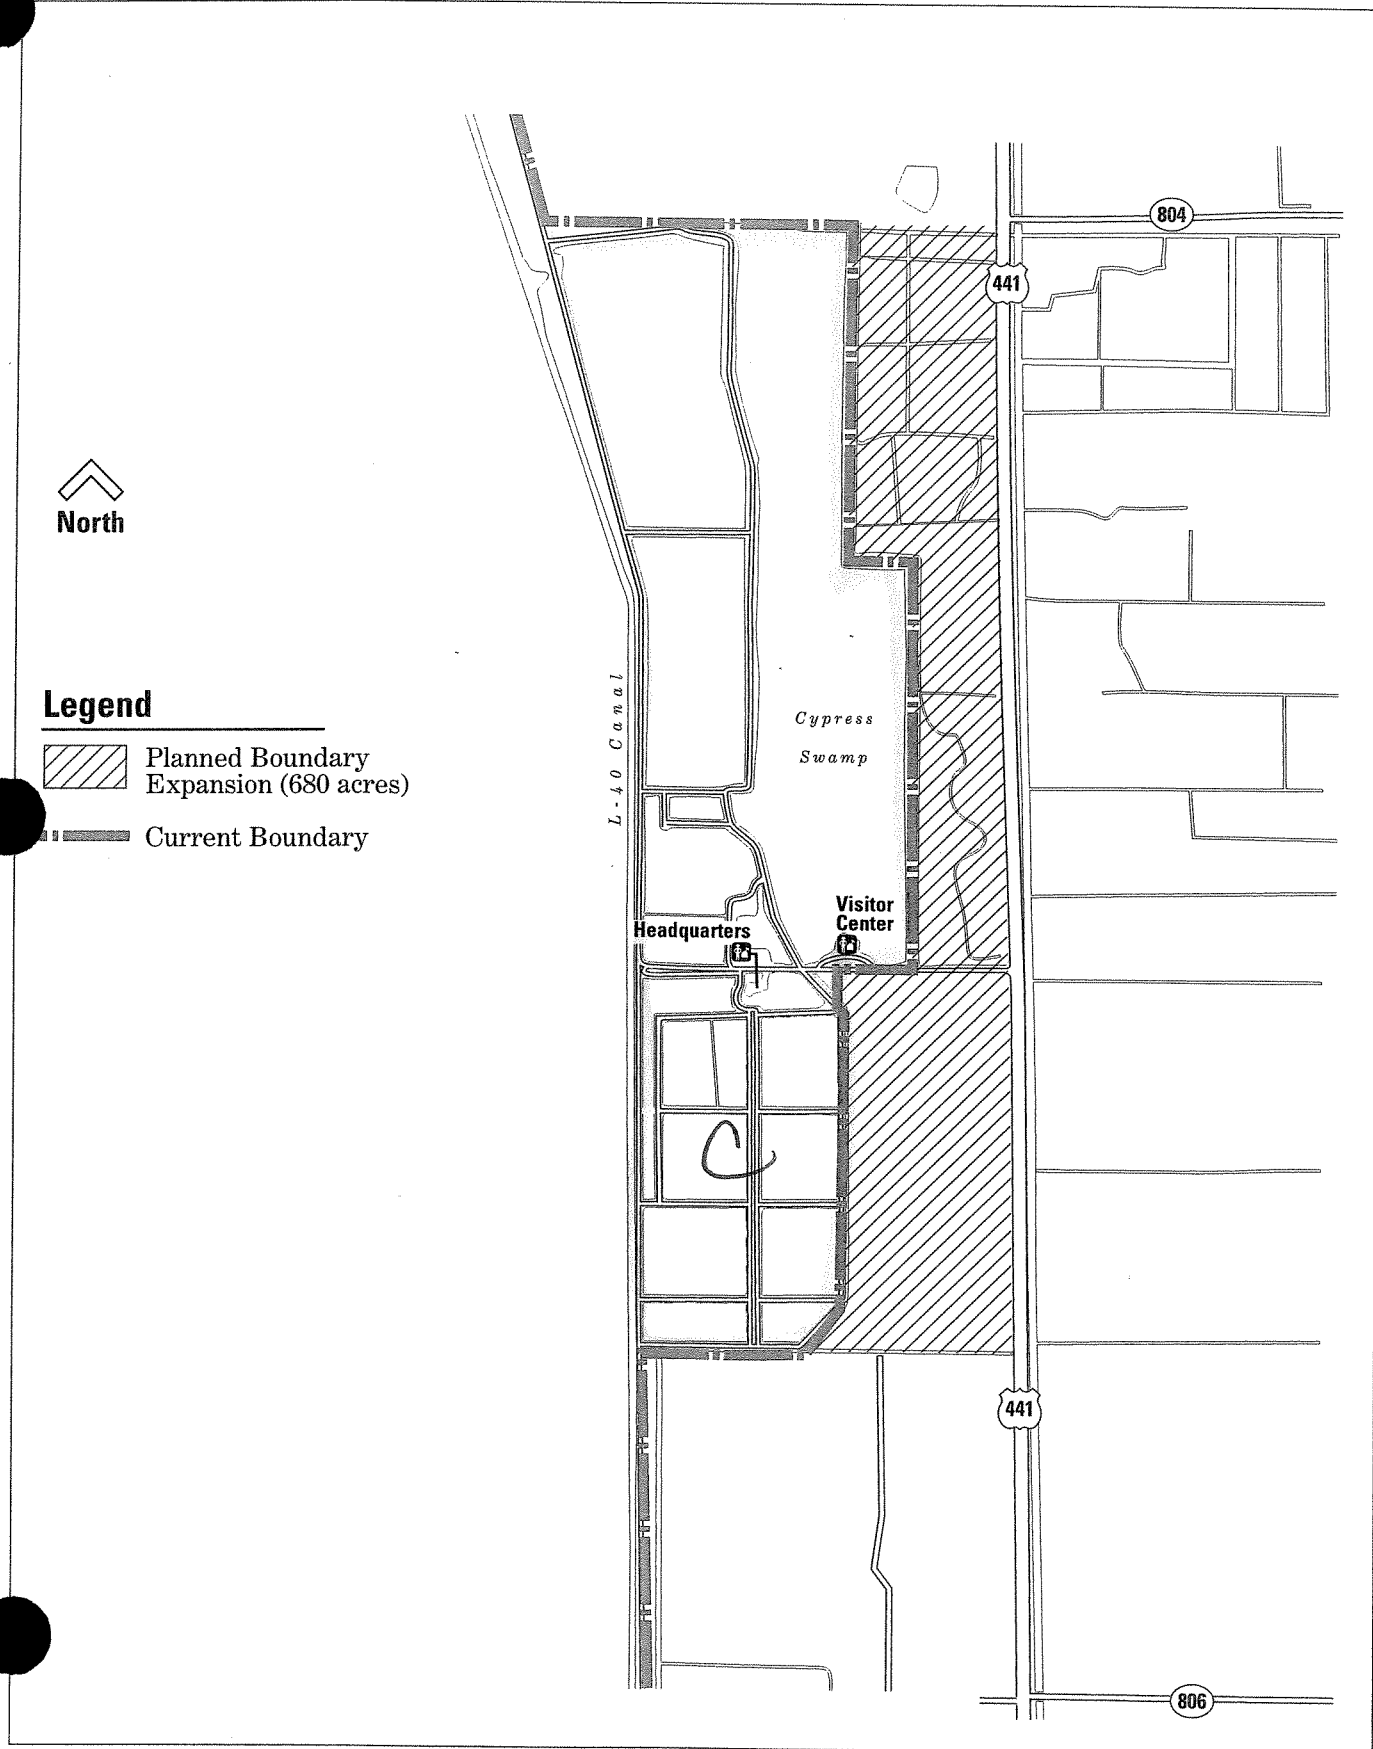 804
441
North
Legend
Planned Boundary
Expansion (680 acres)
Current Boundary
L-40 Canal
Cypress
Swamp
Visitor
Center
Headquarters
C
441
806